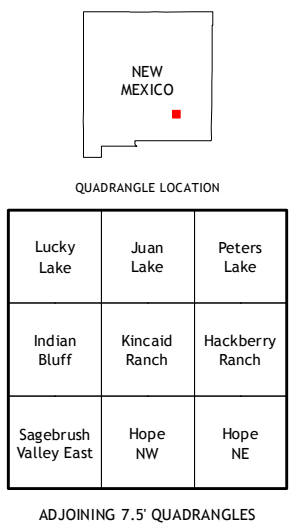 NEW
MEXICO
QUADRANGLE LOCATION
Lucky
Lake
Juan
Lake
Peters
Lake
Indian
Bluff
Kincaid
Ranch
Hackberry
Ranch
Sagebrush
Valley East
Hope
NW
Hope
NE
ADJOINING 7.5' QUADRANGLES